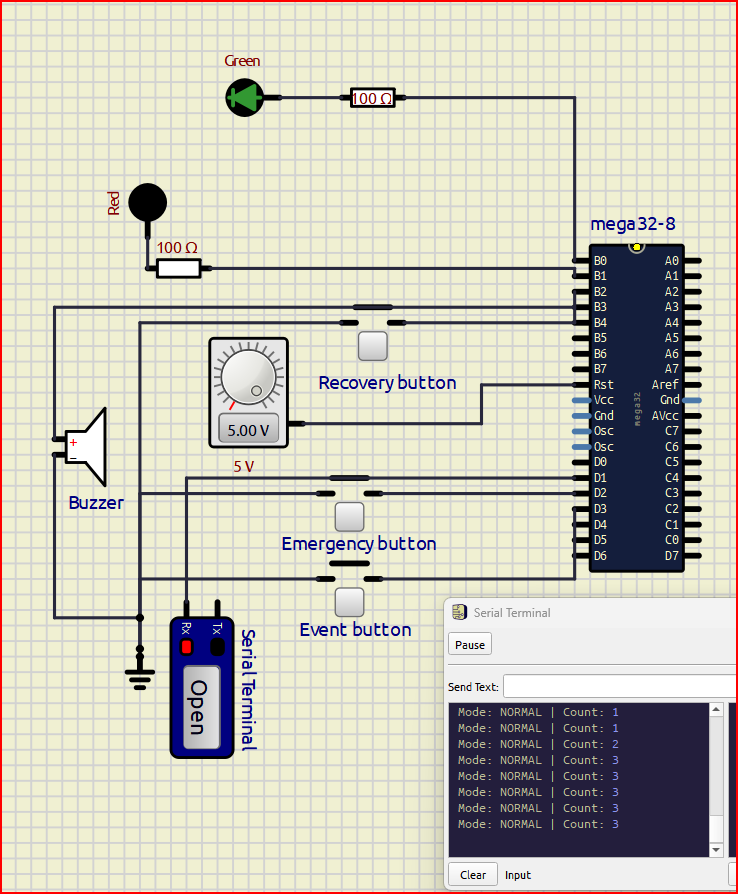 Green
100 Ω
Red
100 Ω
mega32-8
B0 A0
B1 A1
B2 A2
B3 A3
B4 A4
B5 A5
B6 A6
B7 A7
Rst Aref
Vcc Gnd
Gnd AVcc
Osc C7
Osc C6
D0 C5
D1 C4
D2 C3
D3 C2
D4 C1
D5 C0
D6 D7
mega32
Recovery button
5.00 V
5 V
+
−
Buzzer
Emergency button
Event button
Rx Tx
Open
Serial Terminal
Serial Terminal
Pause
Send Text:
Mode: NORMAL | Count: 1
Mode: NORMAL | Count: 1
Mode: NORMAL | Count: 2
Mode: NORMAL | Count: 3
Mode: NORMAL | Count: 3
Mode: NORMAL | Count: 3
Mode: NORMAL | Count: 3
Mode: NORMAL | Count: 3
Clear Input